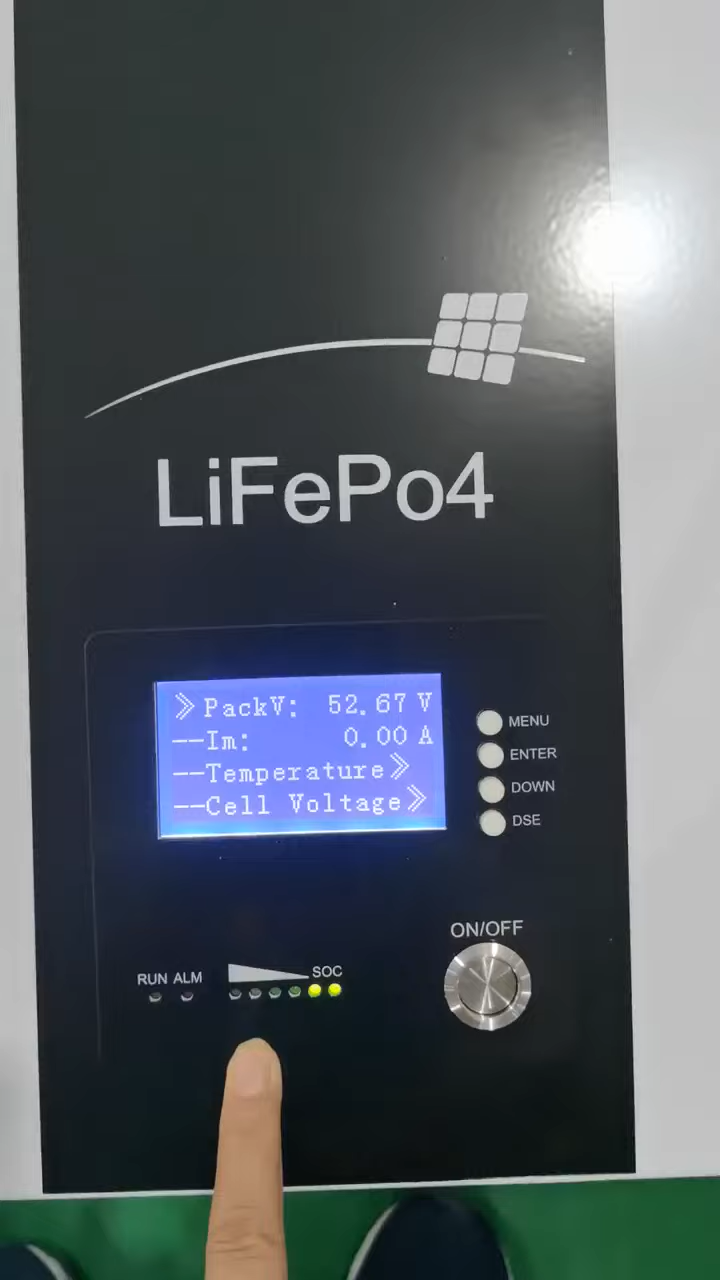 LiFePo4
》PackV: 52.67 V
--Im: 0.00 A
--Temperature》
--Cell Voltage》
MENU
ENTER
DOWN
DSE
ON/OFF
RUN ALM SOC